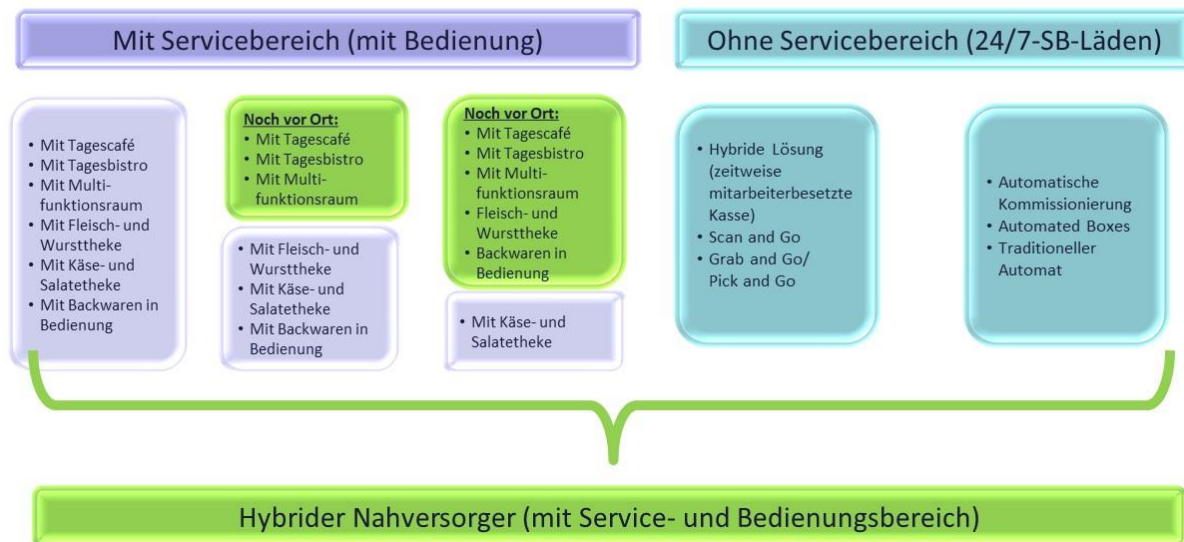 Mit Servicebereich (mit Bedienung)
Ohne Servicebereich (24/7-SB-Läden)
• Mit Tagescafé
• Mit Tagesbistro
• Mit Multi-
funktionsraum
• Mit Fleisch- und
Wursttheke
• Mit Käse- und
Salatetheke
• Mit Backwaren in
Bedienung
Noch vor Ort:
• Mit Tagescafé
• Mit Tagesbistro
• Mit Multi-
funktionsraum
• Mit Fleisch- und
Wursttheke
• Mit Käse- und
Salatetheke
• Mit Backwaren in
Bedienung
Noch vor Ort:
• Mit Tagescafé
• Mit Tagesbistro
• Mit Multi-
funktionsraum
• Fleisch- und
Wursttheke
• Backwaren in
Bedienung
• Mit Käse- und
Salatetheke
• Hybride Lösung
(zeitweise
mitarbeiterbesetzte
Kasse)
• Scan and Go
• Grab and Go/
Pick and Go
• Automatische
Kommissionierung
• Automated Boxes
• Traditioneller
Automat
Hybrider Nahversorger (mit Service- und Bedienungsbereich)